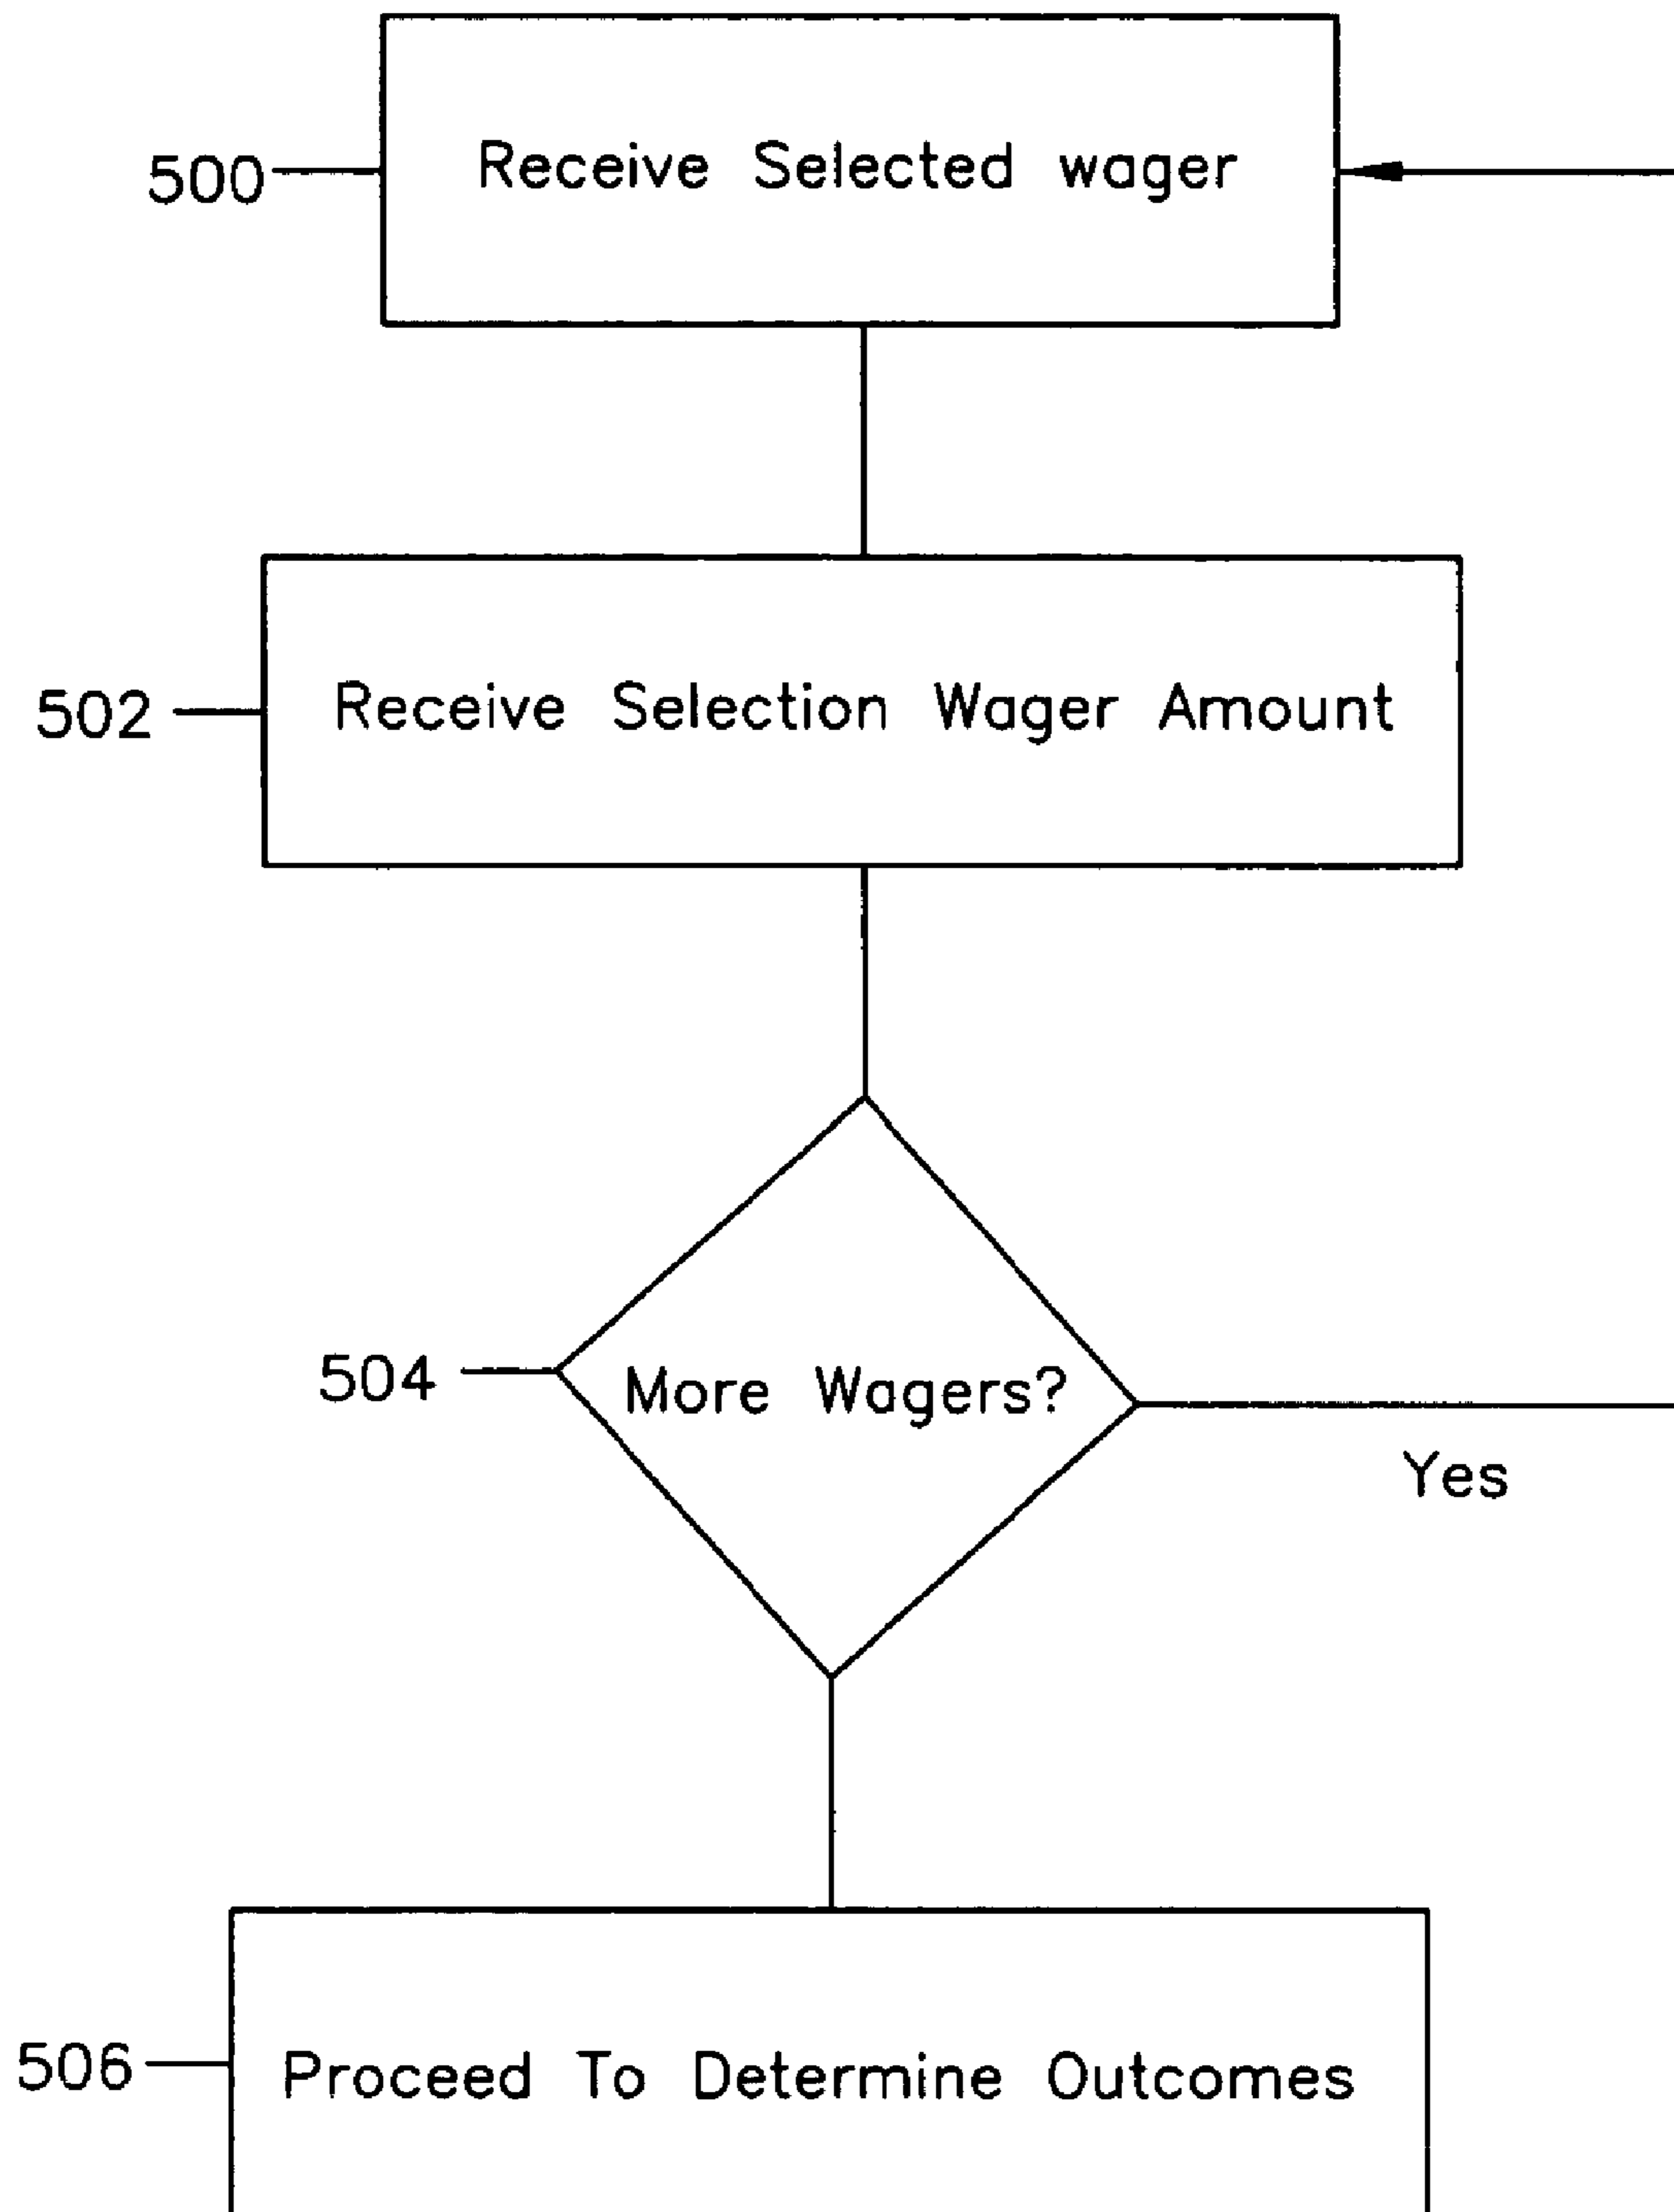 500
Receive Selected wager
502
Receive Selection Wager Amount
504
More Wagers?
Yes
506
Proceed To Determine Outcomes